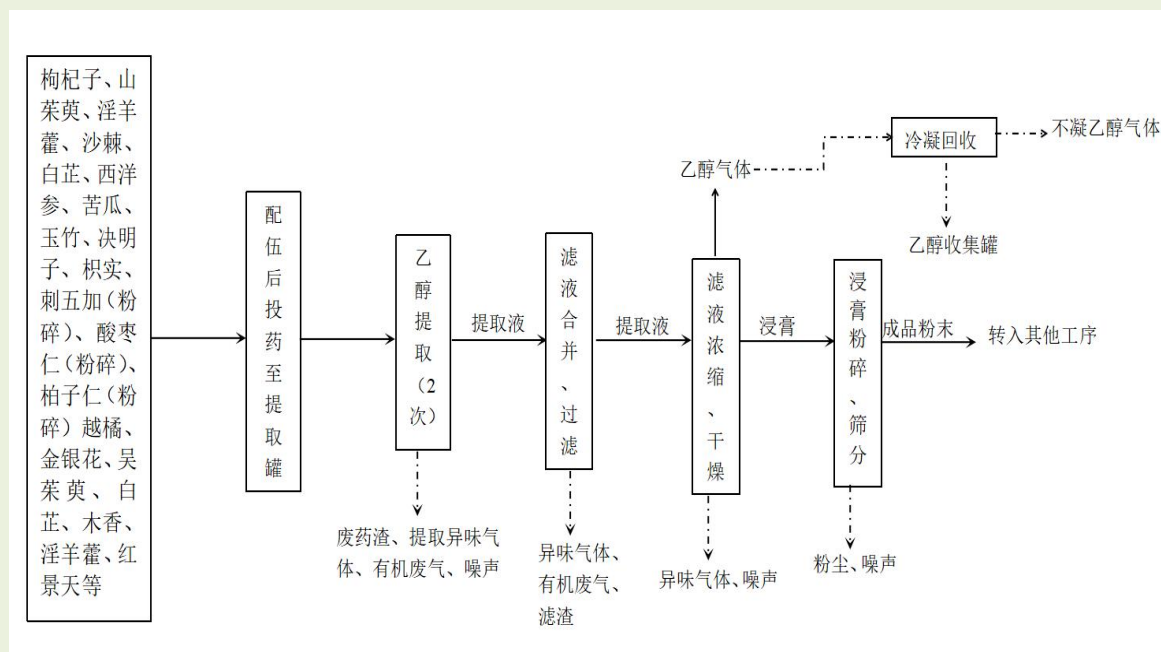 枸杞子、山
茱萸、淫羊
藿、沙棘、
白芷、西洋
参、苦瓜、
玉竹、决明
子、枳实、
刺五加（粉
碎）、酸枣
仁（粉碎）、
柏子仁（粉
碎）越橘、
金银花、吴
茱萸、白
芷、木香、
淫羊藿、红
景天等
配伍后投药至提取罐
乙醇提取（2次）
废药渣、提取异味气
体、有机废气、噪声
提取液
滤液合并、过滤
异味气体、
有机废气、
滤渣
提取液
滤液浓缩、干燥
异味气体、噪声
乙醇气体
冷凝回收
不凝乙醇气体
乙醇收集罐
浸膏
浸膏粉碎、筛分
粉尘、噪声
成品粉末
转入其他工序